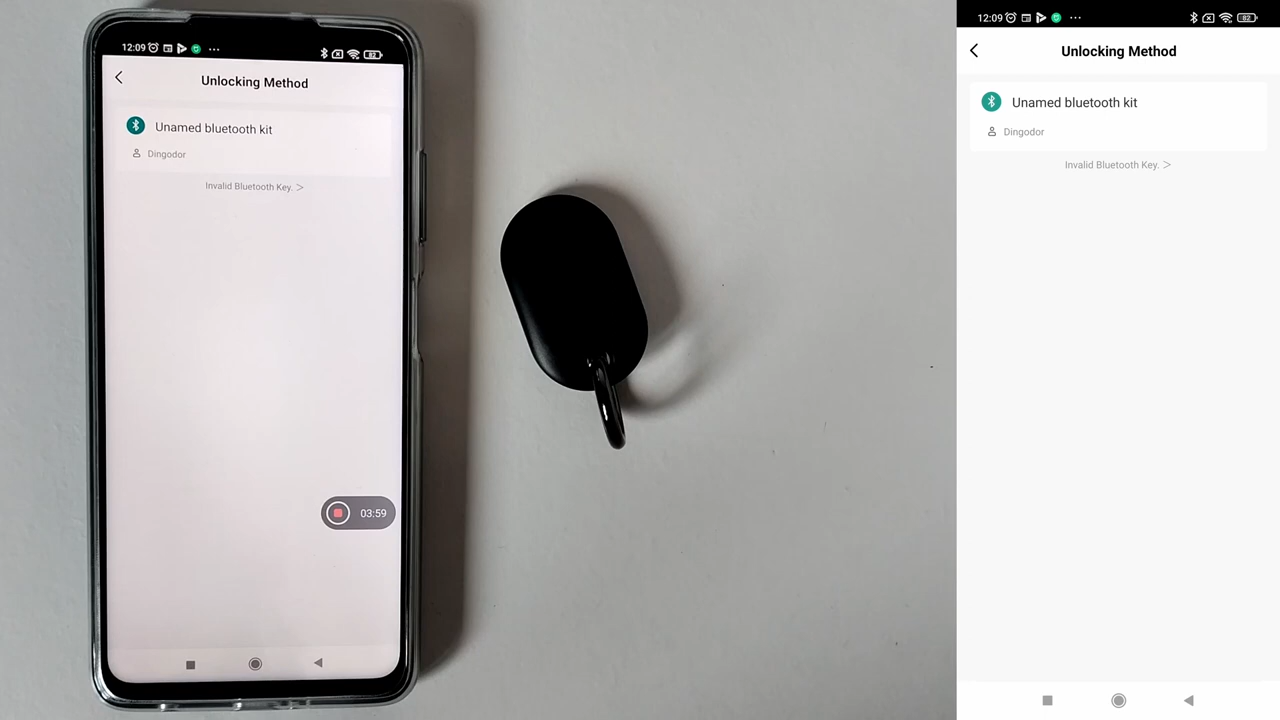 12:09
Unlocking Method
Unamed bluetooth kit
Dingodor
Invalid Bluetooth Key. >
03:59
12:09
82
Unlocking Method
Unamed bluetooth kit
Dingodor
Invalid Bluetooth Key. >